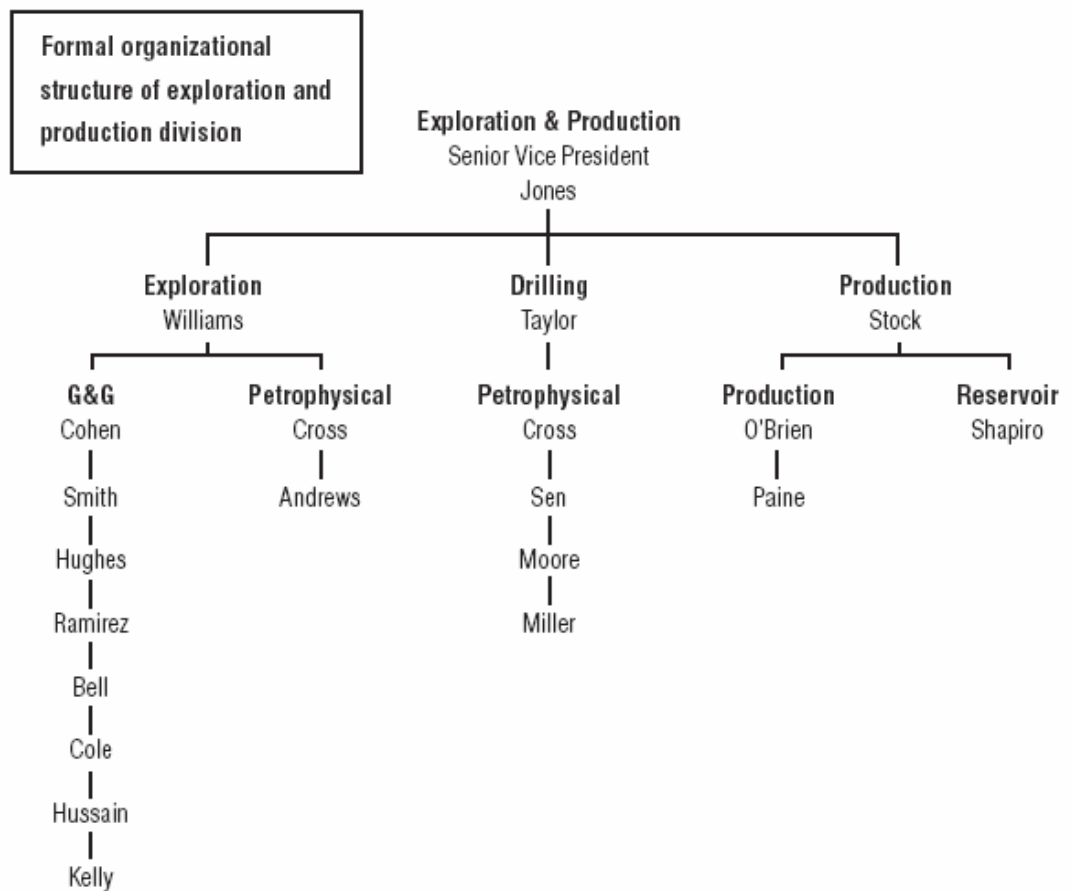 Formal organizational
structure of exploration and
production division
Exploration & Production
Senior Vice President
Jones
Exploration
Williams
Drilling
Taylor
Production
Stock
G&G
Cohen
Smith
Hughes
Ramirez
Bell
Cole
Hussain
Kelly
Petrophysical
Cross
Andrews
Petrophysical
Cross
Sen
Moore
Miller
Production
O'Brien
Paine
Reservoir
Shapiro